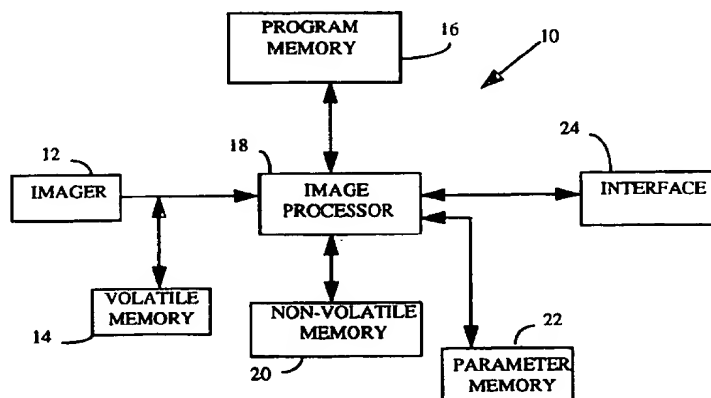 PROGRAM
MEMORY
16
10
12
18
24
IMAGER
IMAGE
PROCESSOR
INTERFACE
VOLATILE
MEMORY
14
NON-VOLATILE
MEMORY
20
22
PARAMETER
MEMORY